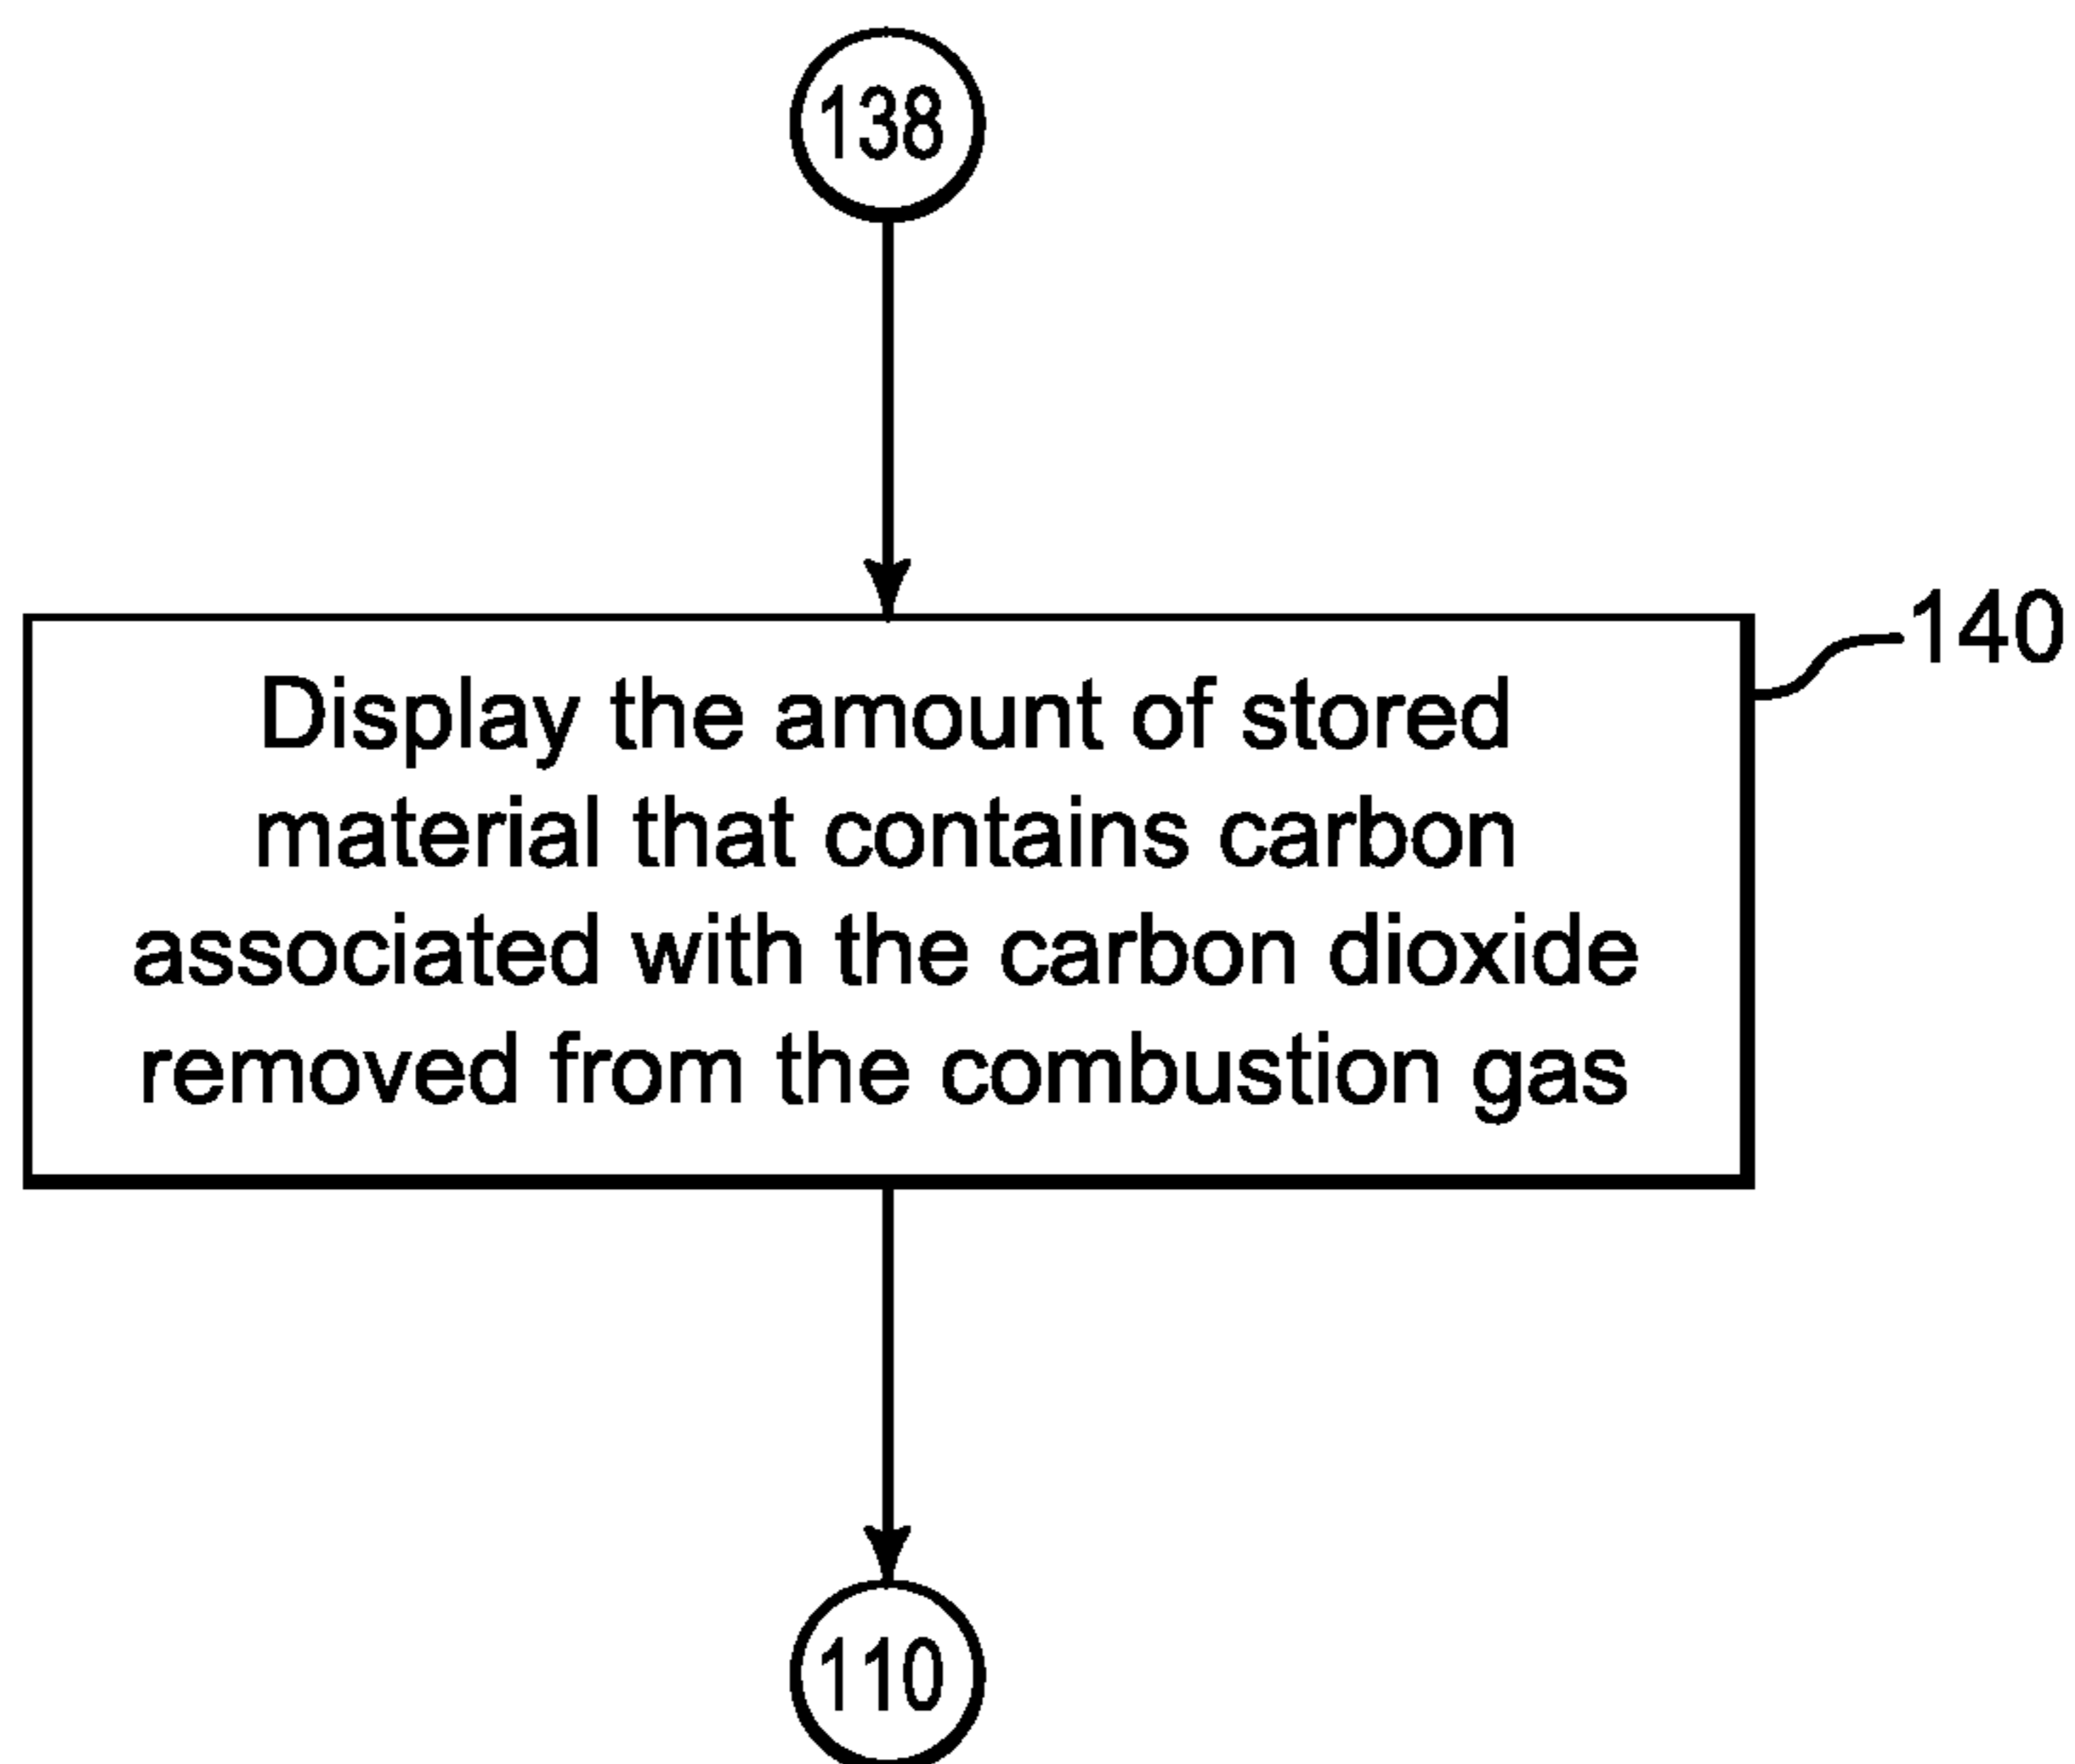 138
140
Display the amount of stored
material that contains carbon
associated with the carbon dioxide
removed from the combustion gas
110